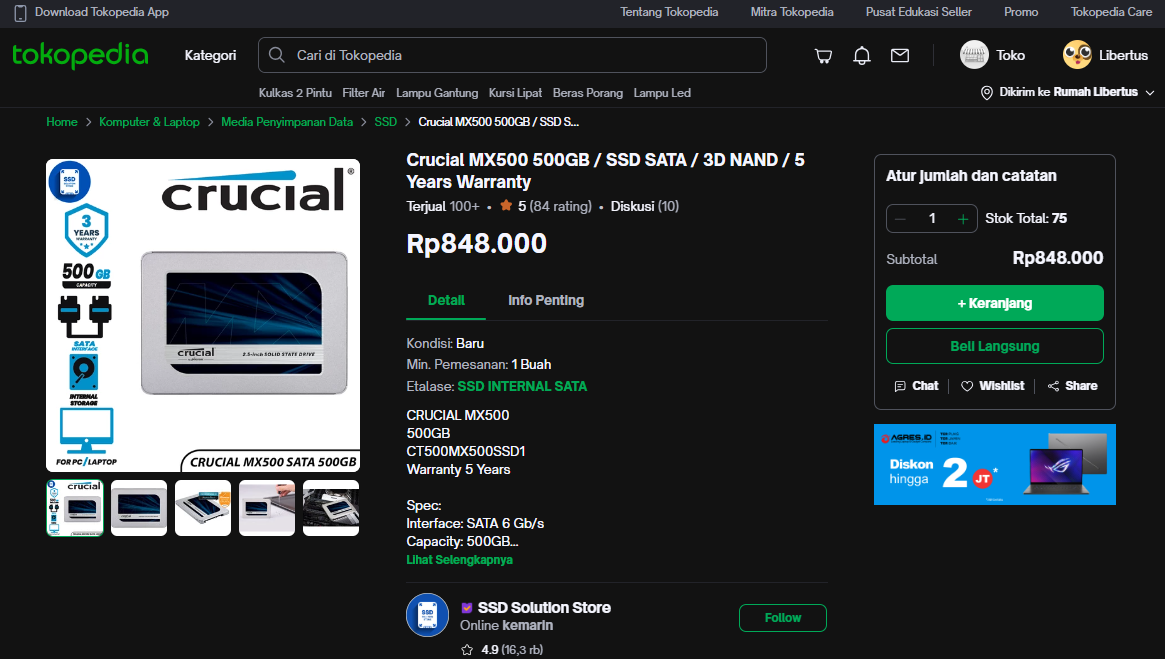 Download Tokopedia App
Tentang Tokopedia
Mitra Tokopedia
Pusat Edukasi Seller
Promo
Tokopedia Care
tokopedia
Kategori
Cari di Tokopedia
Toko
Libertus
Kulkas 2 Pintu
Filter Air
Lampu Gantung
Kursi Lipat
Beras Porang
Lampu Led
Dikirim ke Rumah Libertus
Home
Komputer & Laptop
Media Penyimpanan Data
SSD
Crucial MX500 500GB / SSD S...
SSD
crucial®
3
YEARS
WARRANTY
500 GB
CAPACITY
SATA
INTERFACE
INTERNAL
STORAGE
FOR PC/LAPTOP
crucial
2.5-inch SOLID STATE DRIVE
CRUCIAL MX500 SATA 500GB
Crucial MX500 500GB / SSD SATA / 3D NAND / 5
Years Warranty
Terjual 100+ • 5 (84 rating) • Diskusi (10)
Rp848.000
Detail
Info Penting
Kondisi: Baru
Min. Pemesanan: 1 Buah
Etalase: SSD INTERNAL SATA
CRUCIAL MX500
500GB
CT500MX500SSD1
Warranty 5 Years
Spec:
Interface: SATA 6 Gb/s
Capacity: 500GB...
Lihat Selengkapnya
SSD
SSD Solution Store
Online kemarin
4.9 (16,3 rb)
Follow
Atur jumlah dan catatan
1
Stok Total: 75
Subtotal
Rp848.000
+ Keranjang
Beli Langsung
Chat
Wishlist
Share
AGRES.ID
Diskon
hingga
2
JT*